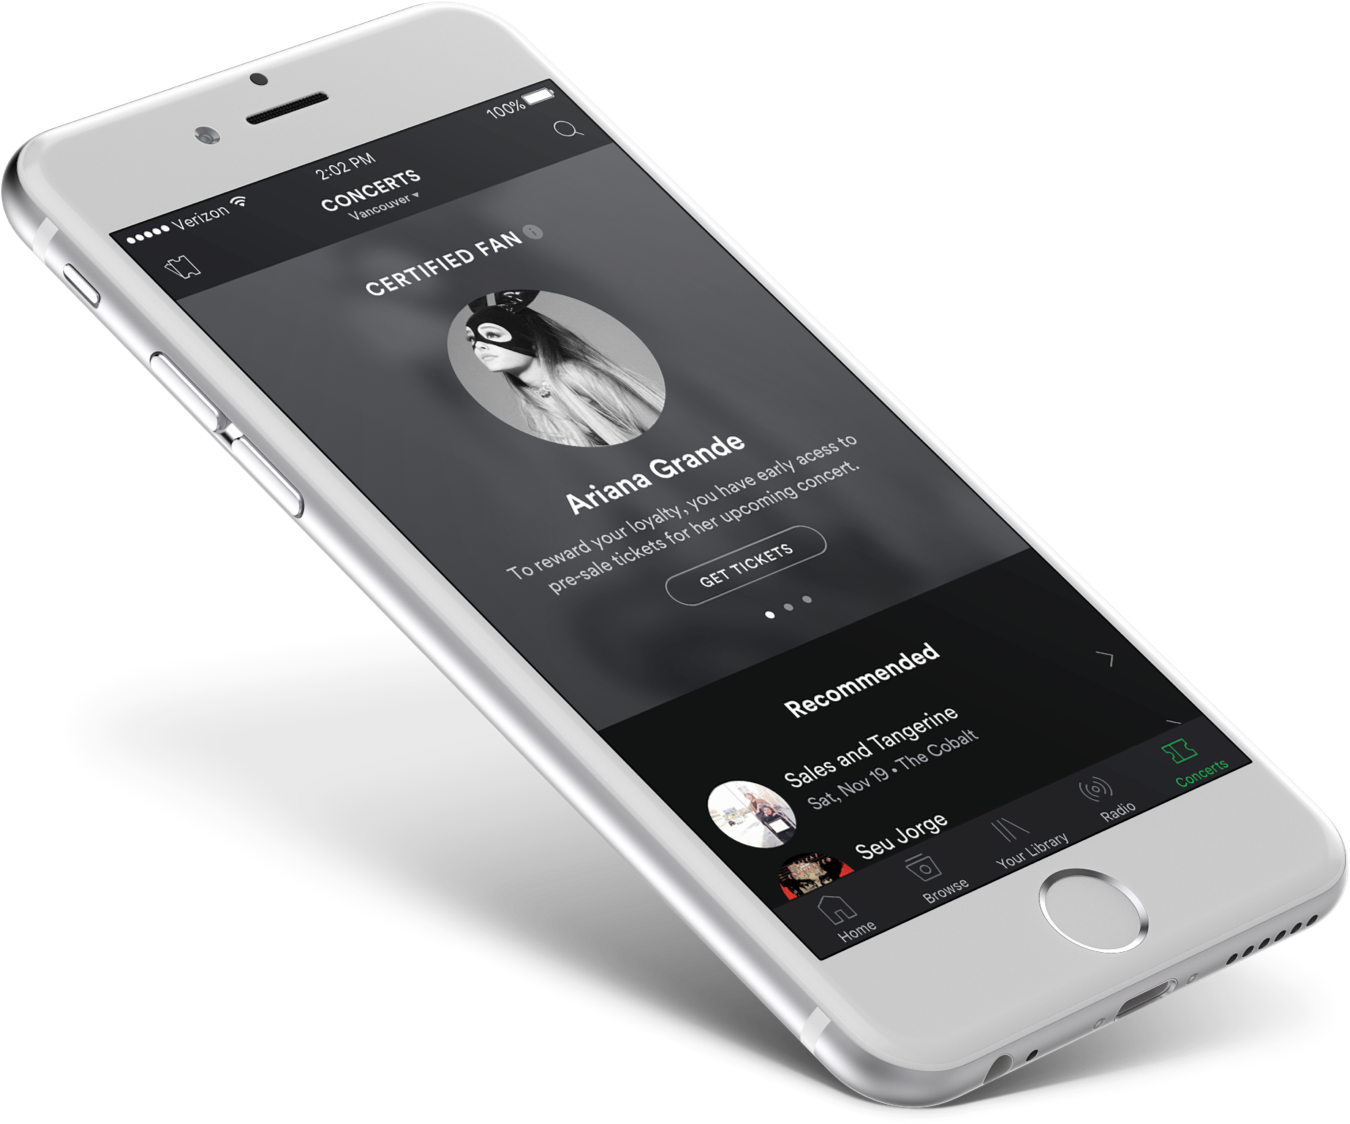 Verizon
2:02 PM
100%
CONCERTS
Vancouver
CERTIFIED FAN
Ariana Grande
To reward your loyalty, you have early acess to
pre-sale tickets for her upcoming concert.
GET TICKETS
Recommended
Sales and Tangerine
Sat, Nov 19 • The Cobalt
Seu Jorge
Home
Browse
Your Library
Radio
Concerts